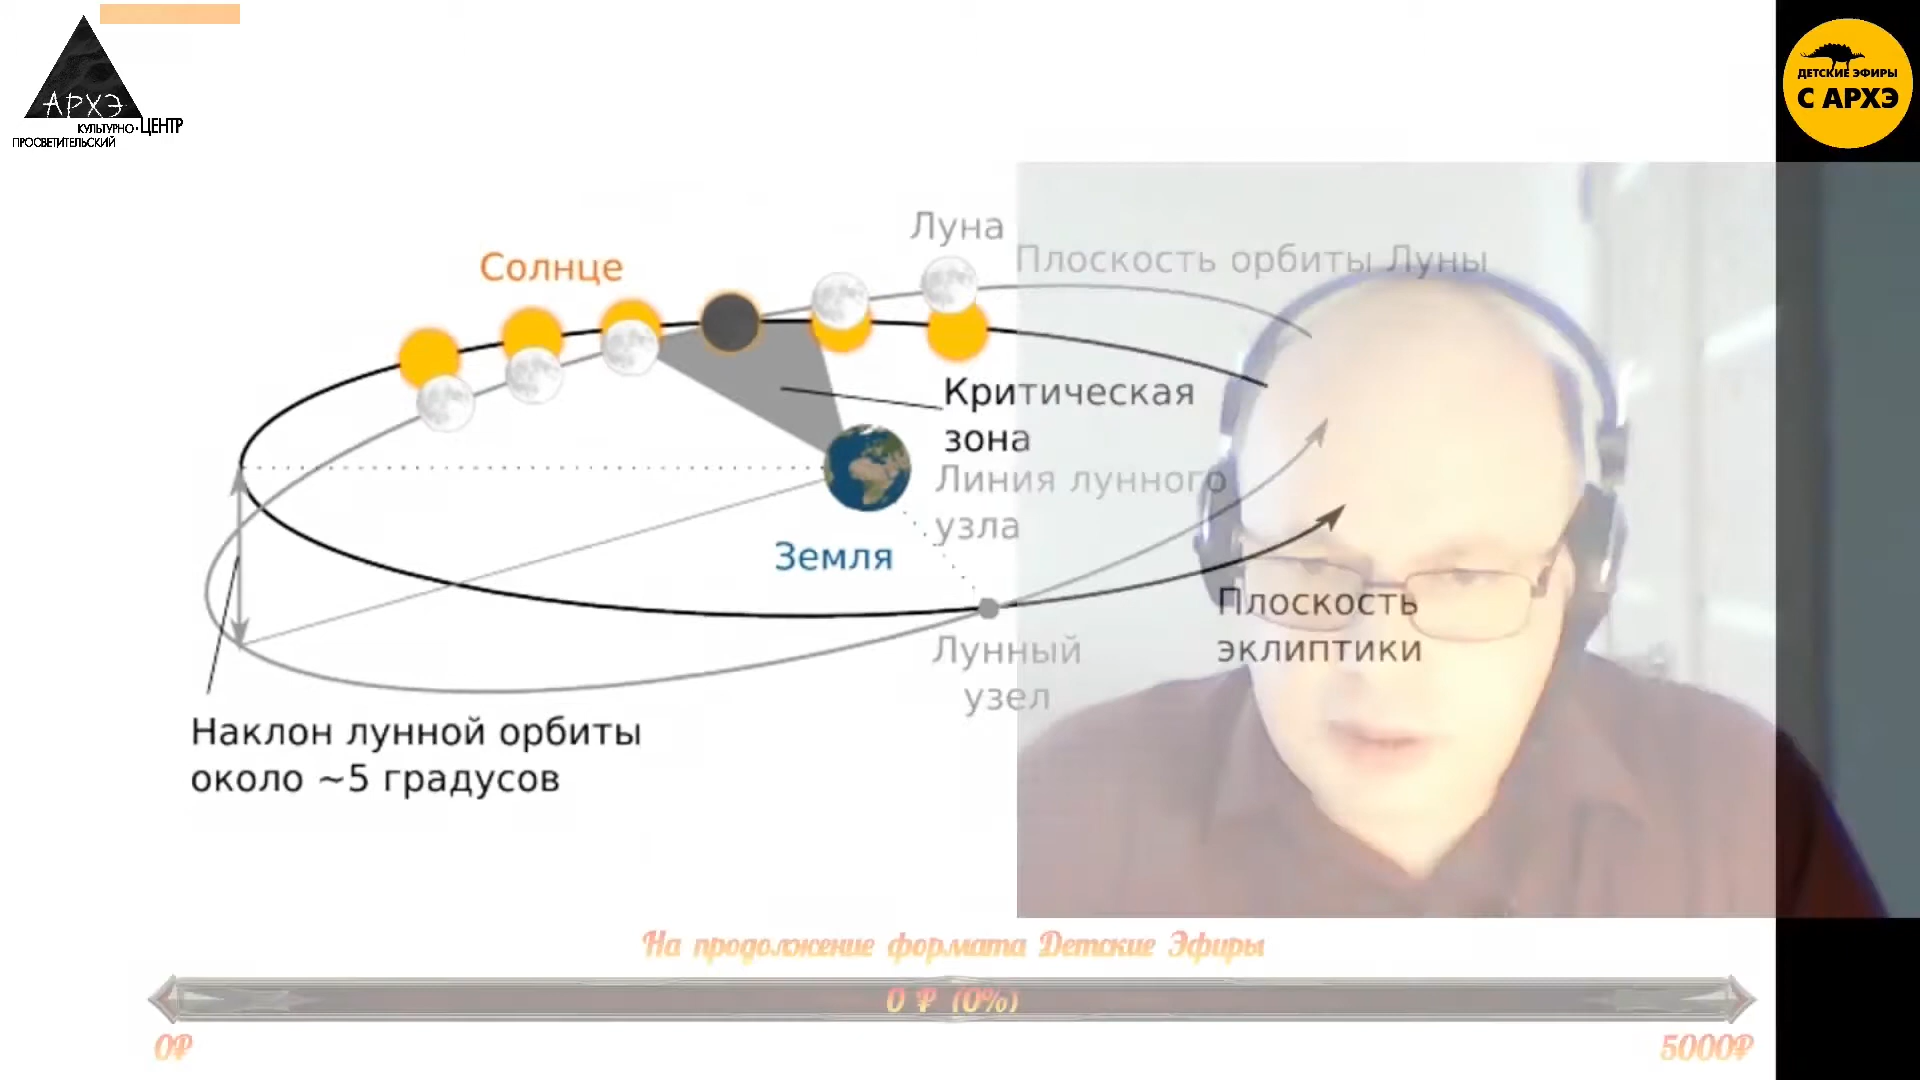 АРХЭ
КУЛЬТУРНО-ЦЕНТР
ПРОСВЕТИТЕЛЬСКИЙ
ДЕТСКИЕ ЭФИРЫ
С АРХЭ
Луна
Плоскость орбиты Луны
Солнце
Критическая
зона
Линия лунного
узла
Земля
Плоскость
эклиптики
Лунный
узел
Наклон лунной орбиты
около ~5 градусов
На продолжение формата Детские Эфиры
0 ₽ (0%)
0₽
5000₽